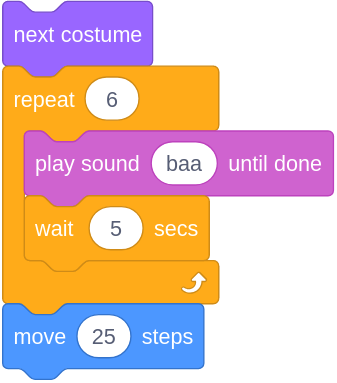 next costume
repeat 6
play sound baa until done
wait 5 secs
move 25 steps